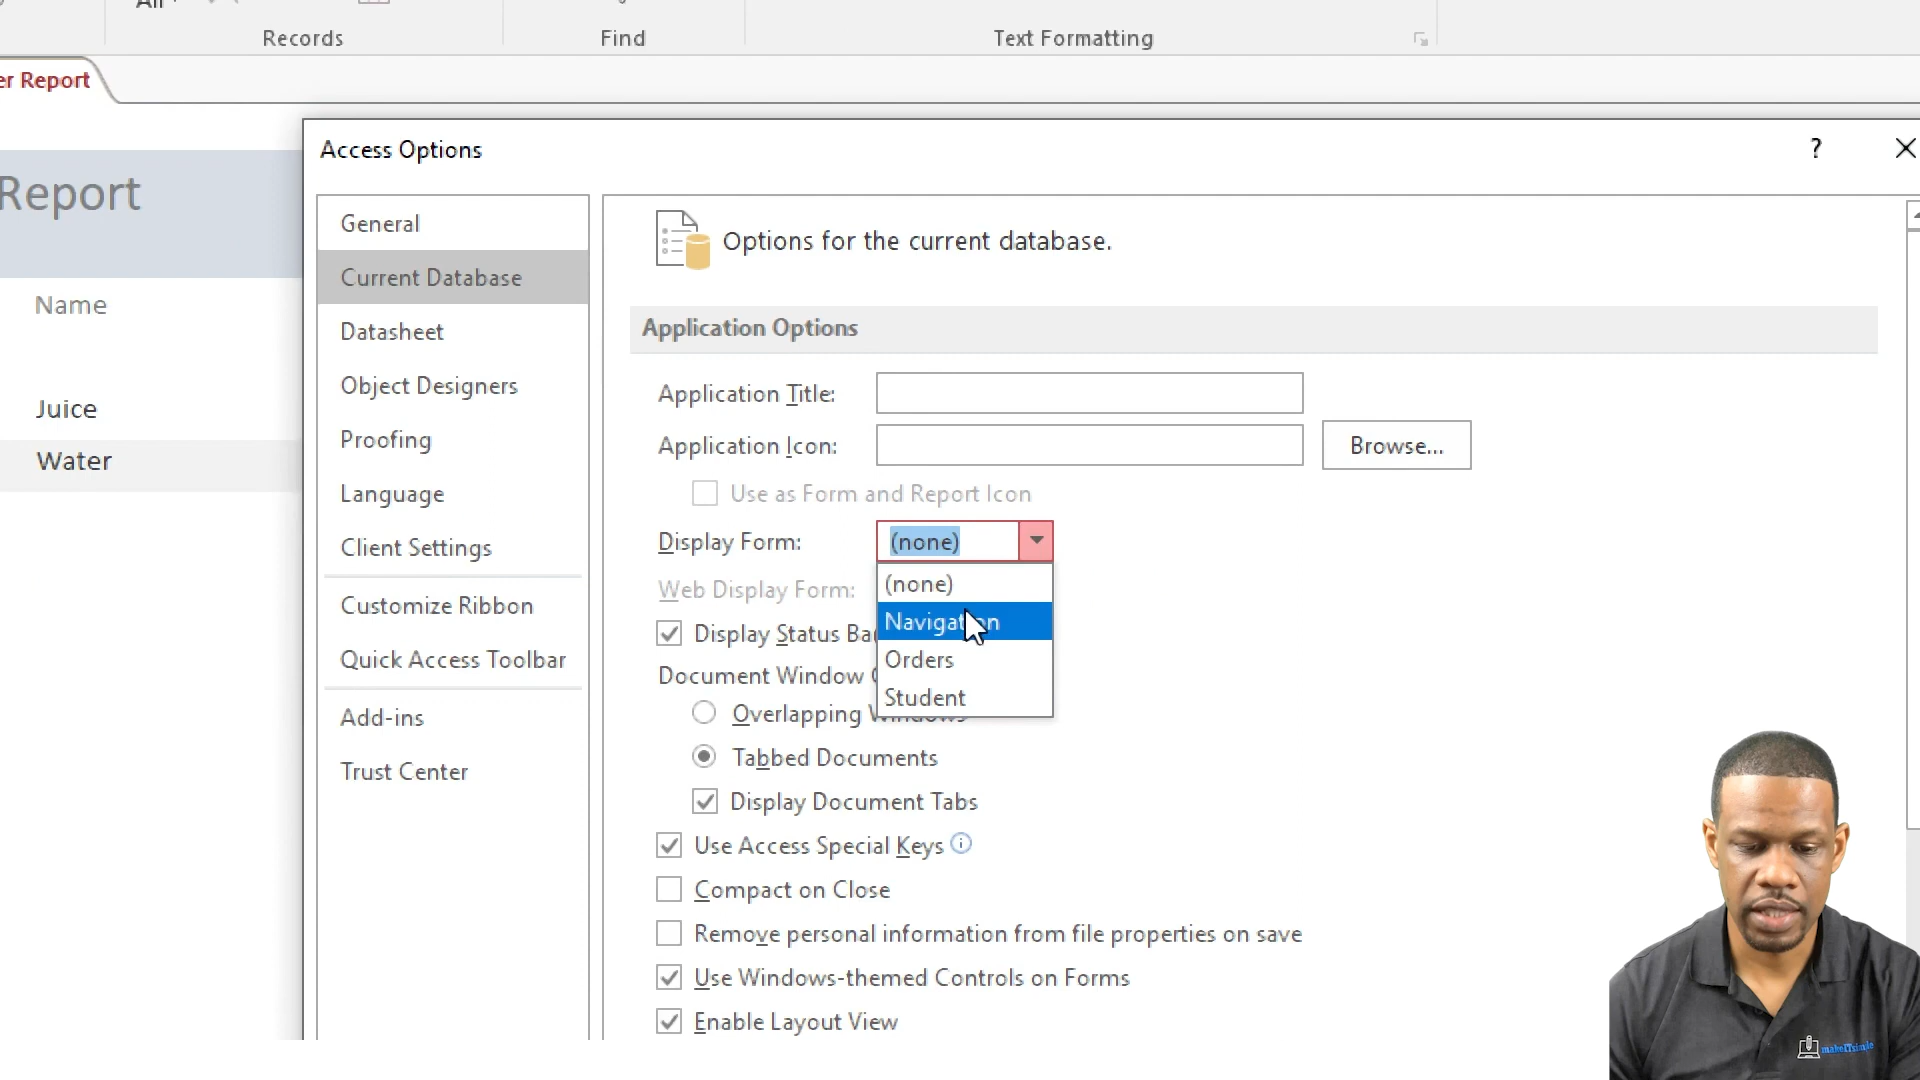 All
Records
Find
Text Formatting
er Report
Access Options
?
Report
General
Current Database
Datasheet
Object Designers
Proofing
Language
Client Settings
Customize Ribbon
Quick Access Toolbar
Add-ins
Trust Center
Name
Juice
Water
Options for the current database.
Application Options
Application Title:
Application Icon:
Browse...
Use as Form and Report Icon
Display Form:
(none)
(none)
Navigation
Orders
Student
Web Display Form:
Display Status Ba
Document Window
Overlapping Windows
Tabbed Documents
Display Document Tabs
Use Access Special Keys
Compact on Close
Remove personal information from file properties on save
Use Windows-themed Controls on Forms
Enable Layout View
makeITsimple